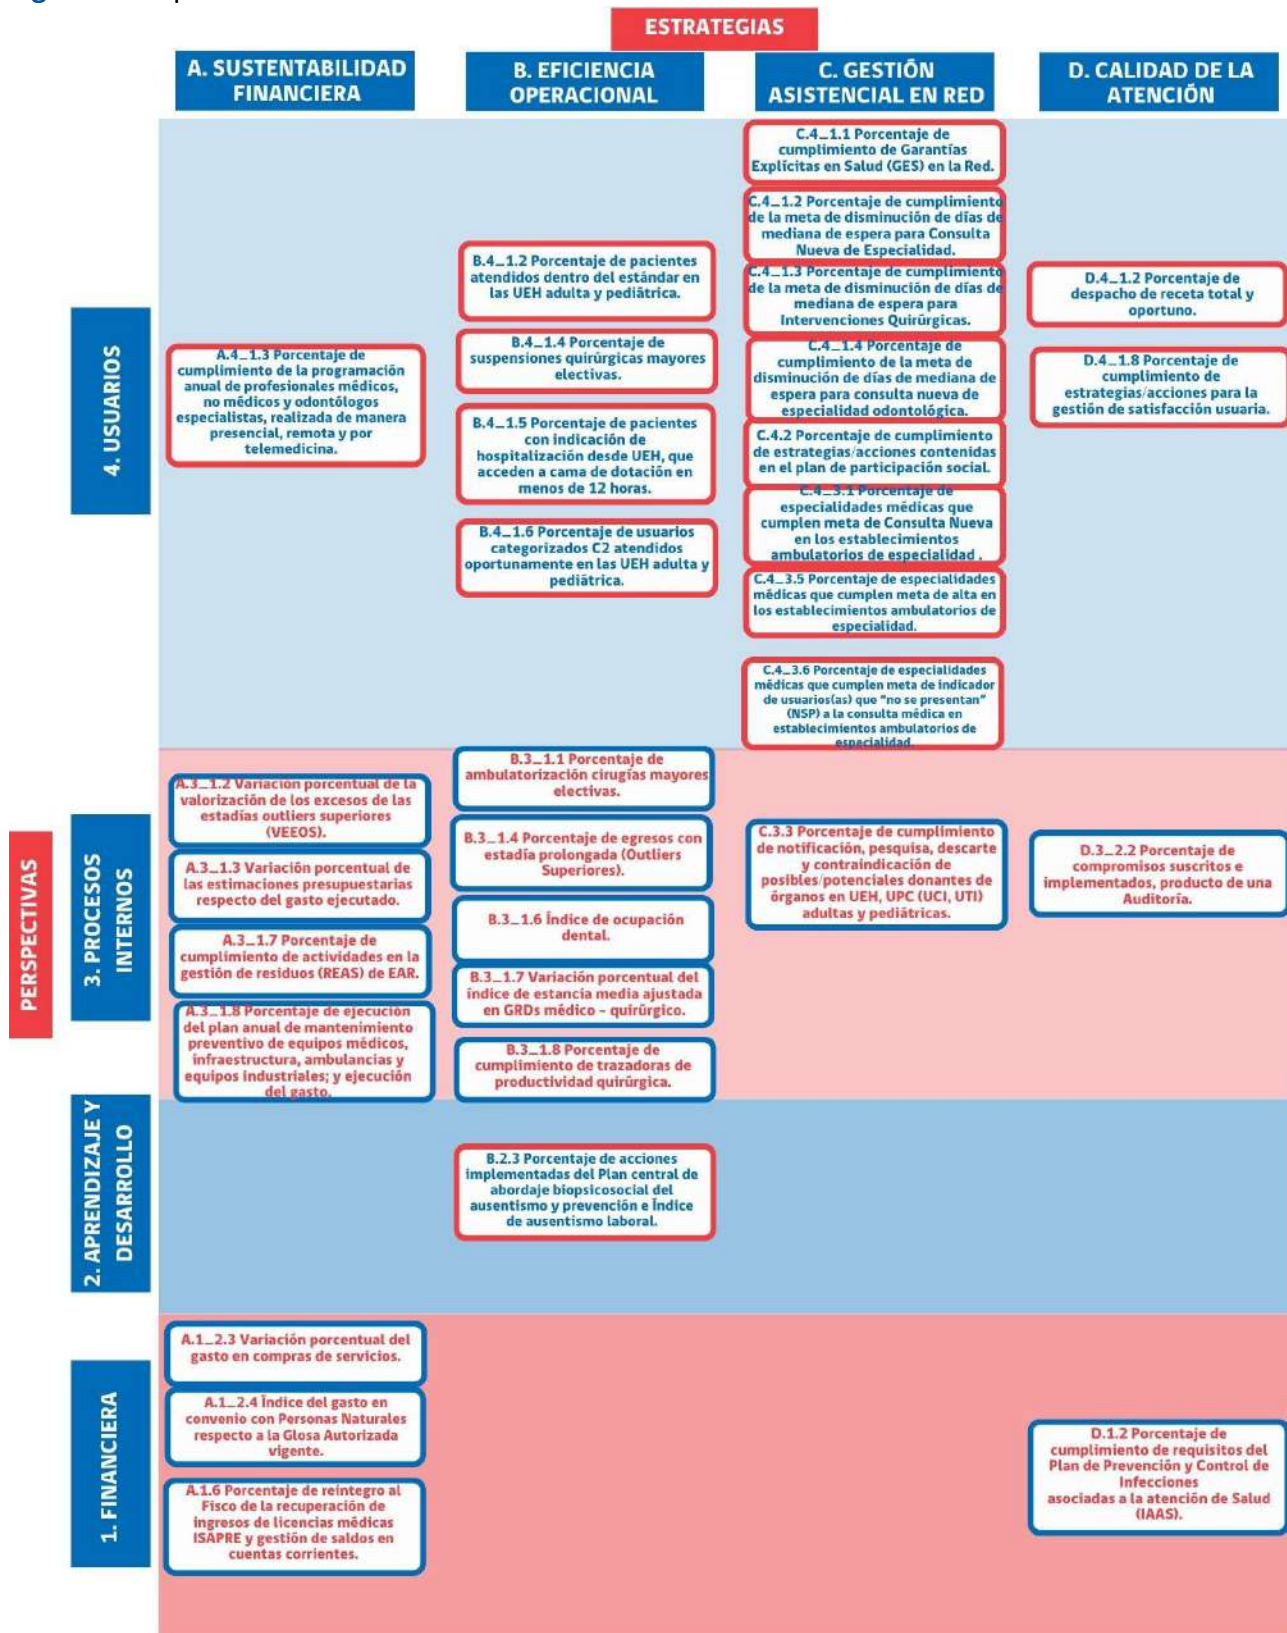 ESTRATEGIAS
A. SUSTENTABILIDAD
FINANCIERA
B. EFICIENCIA
OPERACIONAL
C. GESTIÓN
ASISTENCIAL EN RED
D. CALIDAD DE LA
ATENCIÓN
PERSPECTIVAS
4. USUARIOS
A.4_1.3 Porcentaje de
cumplimiento de la programación
anual de profesionales médicos,
no médicos y odontólogos
especialistas, realizada de manera
presencial, remota y por
telemedicina.
B.4_1.2 Porcentaje de pacientes
atendidos dentro del estándar en
las UEH adulta y pediátrica.
B.4_1.4 Porcentaje de
suspensiones quirúrgicas mayores
electivas.
B.4_1.5 Porcentaje de pacientes
con indicación de
hospitalización desde UEH, que
acceden a cama de dotación en
menos de 12 horas.
B.4_1.6 Porcentaje de usuarios
categorizados C2 atendidos
oportunamente en las UEH adulta y
pediátrica.
C.4_1.1 Porcentaje de
cumplimiento de Garantías
Explícitas en Salud (GES) en la Red.
C.4_1.2 Porcentaje de cumplimiento
de la meta de disminución de días de
mediana de espera para Consulta
Nueva de Especialidad.
C.4_1.3 Porcentaje de cumplimiento
de la meta de disminución de días de
mediana de espera para
Intervenciones Quirúrgicas.
C.4_1.4 Porcentaje de
cumplimiento de la meta de
disminución de días de mediana de
espera para consulta nueva de
especialidad odontológica.
C.4.2 Porcentaje de cumplimiento
de estrategias/acciones contenidas
en el plan de participación social.
C.4_3.1 Porcentaje de
especialidades médicas que
cumplen meta de Consulta Nueva
en los establecimientos
ambulatorios de especialidad .
C.4_3.5 Porcentaje de especialidades
médicas que cumplen meta de alta en
los establecimientos ambulatorios de
especialidad.
C.4_3.6 Porcentaje de especialidades
médicas que cumplen meta de indicador
de usuarios(as) que "no se presentan"
(NSP) a la consulta médica en
establecimientos ambulatorios de
especialidad.
D.4_1.2 Porcentaje de
despacho de receta total y
oportuno.
D.4_1.8 Porcentaje de
cumplimiento de
estrategias/acciones para la
gestión de satisfacción usuaria.
3. PROCESOS
INTERNOS
A.3_1.2 Variación porcentual de la
valorización de los excesos de las
estadías outliers superiores
(VEEOS).
A.3_1.3 Variación porcentual de
las estimaciones presupuestarias
respecto del gasto ejecutado.
A.3_1.7 Porcentaje de
cumplimiento de actividades en la
gestión de residuos (REAS) de EAR.
A.3_1.8 Porcentaje de ejecución
del plan anual de mantenimiento
preventivo de equipos médicos,
infraestructura, ambulancias y
equipos industriales; y ejecución
del gasto.
B.3_1.1 Porcentaje de
ambulatorización cirugías mayores
electivas.
B.3_1.4 Porcentaje de egresos con
estadía prolongada (Outliers
Superiores).
B.3_1.6 Índice de ocupación
dental.
B.3_1.7 Variación porcentual del
índice de estancia media ajustada
en GRDs médico - quirúrgico.
B.3_1.8 Porcentaje de
cumplimiento de trazadoras de
productividad quirúrgica.
C.3.3 Porcentaje de cumplimiento
de notificación, pesquisa, descarte
y contraindicación de
posibles/potenciales donantes de
órganos en UEH, UPC (UCI, UTI)
adultas y pediátricas.
D.3_2.2 Porcentaje de
compromisos suscritos e
implementados, producto de una
Auditoría.
2. APRENDIZAJE Y
DESARROLLO
B.2.3 Porcentaje de acciones
implementadas del Plan central de
abordaje biopsicosocial del
ausentismo y prevención e Índice
de ausentismo laboral.
1. FINANCIERA
A.1_2.3 Variación porcentual del
gasto en compras de servicios.
A.1_2.4 Índice del gasto en
convenio con Personas Naturales
respecto a la Glosa Autorizada
vigente.
A.1.6 Porcentaje de reintegro al
Fisco de la recuperación de
ingresos de licencias médicas
ISAPRE y gestión de saldos en
cuentas corrientes.
D.1.2 Porcentaje de
cumplimiento de requisitos del
Plan de Prevención y Control de
Infecciones
asociadas a la atención de Salud
(IAAS).